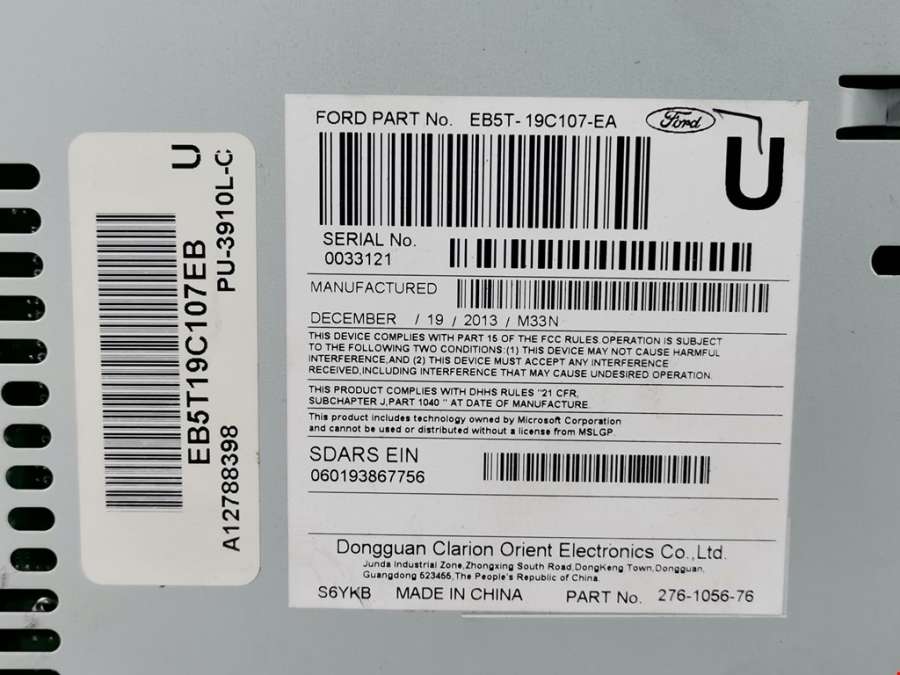 U
PU-3910L-C
EB5T19C107EB
A12788398
FORD PART No. EB5T-19C107-EA
Ford
U
SERIAL No.
0033121
MANUFACTURED
DECEMBER / 19 / 2013 / M33N
THIS DEVICE COMPLIES WITH PART 15 OF THE FCC RULES.OPERATION IS SUBJECT
TO THE FOLLOWING TWO CONDITIONS:(1) THIS DEVICE MAY NOT CAUSE HARMFUL
INTERFERENCE,AND (2) THIS DEVICE MUST ACCEPT ANY INTERFERENCE
RECEIVED,INCLUDING INTERFERENCE THAT MAY CAUSE UNDESIRED OPERATION.
THIS PRODUCT COMPLIES WITH DHHS RULES "21 CFR,
SUBCHAPTER J,PART 1040 " AT DATE OF MANUFACTURE.
This product includes technology owned by Microsoft Corporation
and cannot be used or distributed without a license from MSLGP.
SDARS EIN
060193867756
Dongguan Clarion Orient Electronics Co.,Ltd.
Junda Industrial Zone,Zhongxing South Road,DongKeng Town,Dongguan,
Guangdong 523455,The People's Republic of China.
S6YKB MADE IN CHINA PART No. 276-1056-76